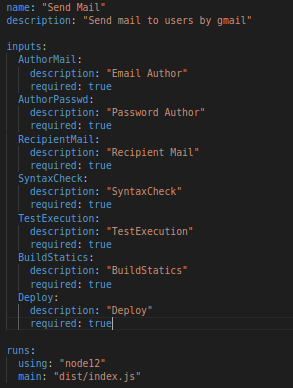 name: "Send Mail"
description: "Send mail to users by gmail"
inputs:
  AuthorMail:
    description: "Email Author"
    required: true
  AuthorPasswd:
    description: "Password Author"
    required: true
  RecipientMail:
    description: "Recipient Mail"
    required: true
  SyntaxCheck:
    description: "SyntaxCheck"
    required: true
  TestExecution:
    description: "TestExecution"
    required: true
  BuildStatics:
    description: "BuildStatics"
    required: true
  Deploy:
    description: "Deploy"
    required: true
runs:
  using: "node12"
  main: "dist/index.js"